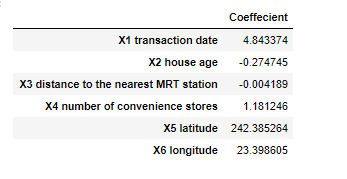 Coeffecient
X1 transaction date 4.843374
X2 house age -0.274745
X3 distance to the nearest MRT station -0.004189
X4 number of convenience stores 1.181246
X5 latitude 242.385264
X6 longitude 23.398605